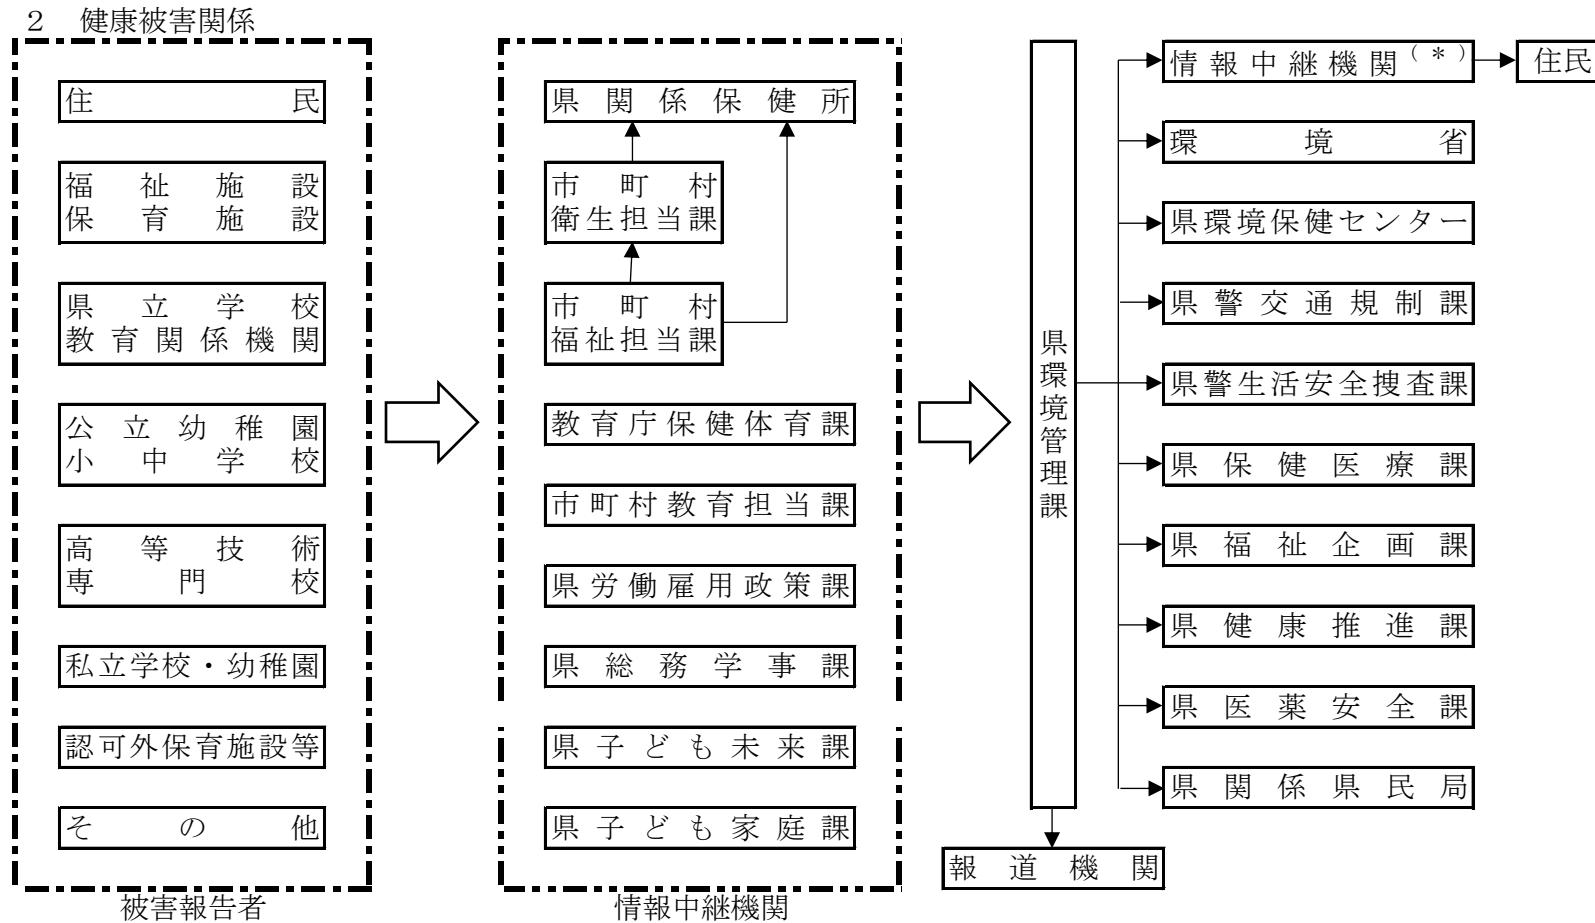 2 健康被害関係
住民
福祉施設
保育施設
県立学校
教育関係機関
公立幼稚園
小中学校
高等技術
専門校
私立学校・幼稚園
認可外保育施設等
その他
被害報告者
県関係保健所
市町村
衛生担当課
市町村
福祉担当課
教育庁保健体育課
市町村教育担当課
県労働雇用政策課
県総務学事課
県子ども未来課
県子ども家庭課
情報中継機関
県環境管理課
報道機関
情報中継機関(*)
住民
環境省
県環境保健センター
県警交通規制課
県警生活安全捜査課
県保健医療課
県福祉企画課
県健康推進課
県医薬安全課
県関係県民局